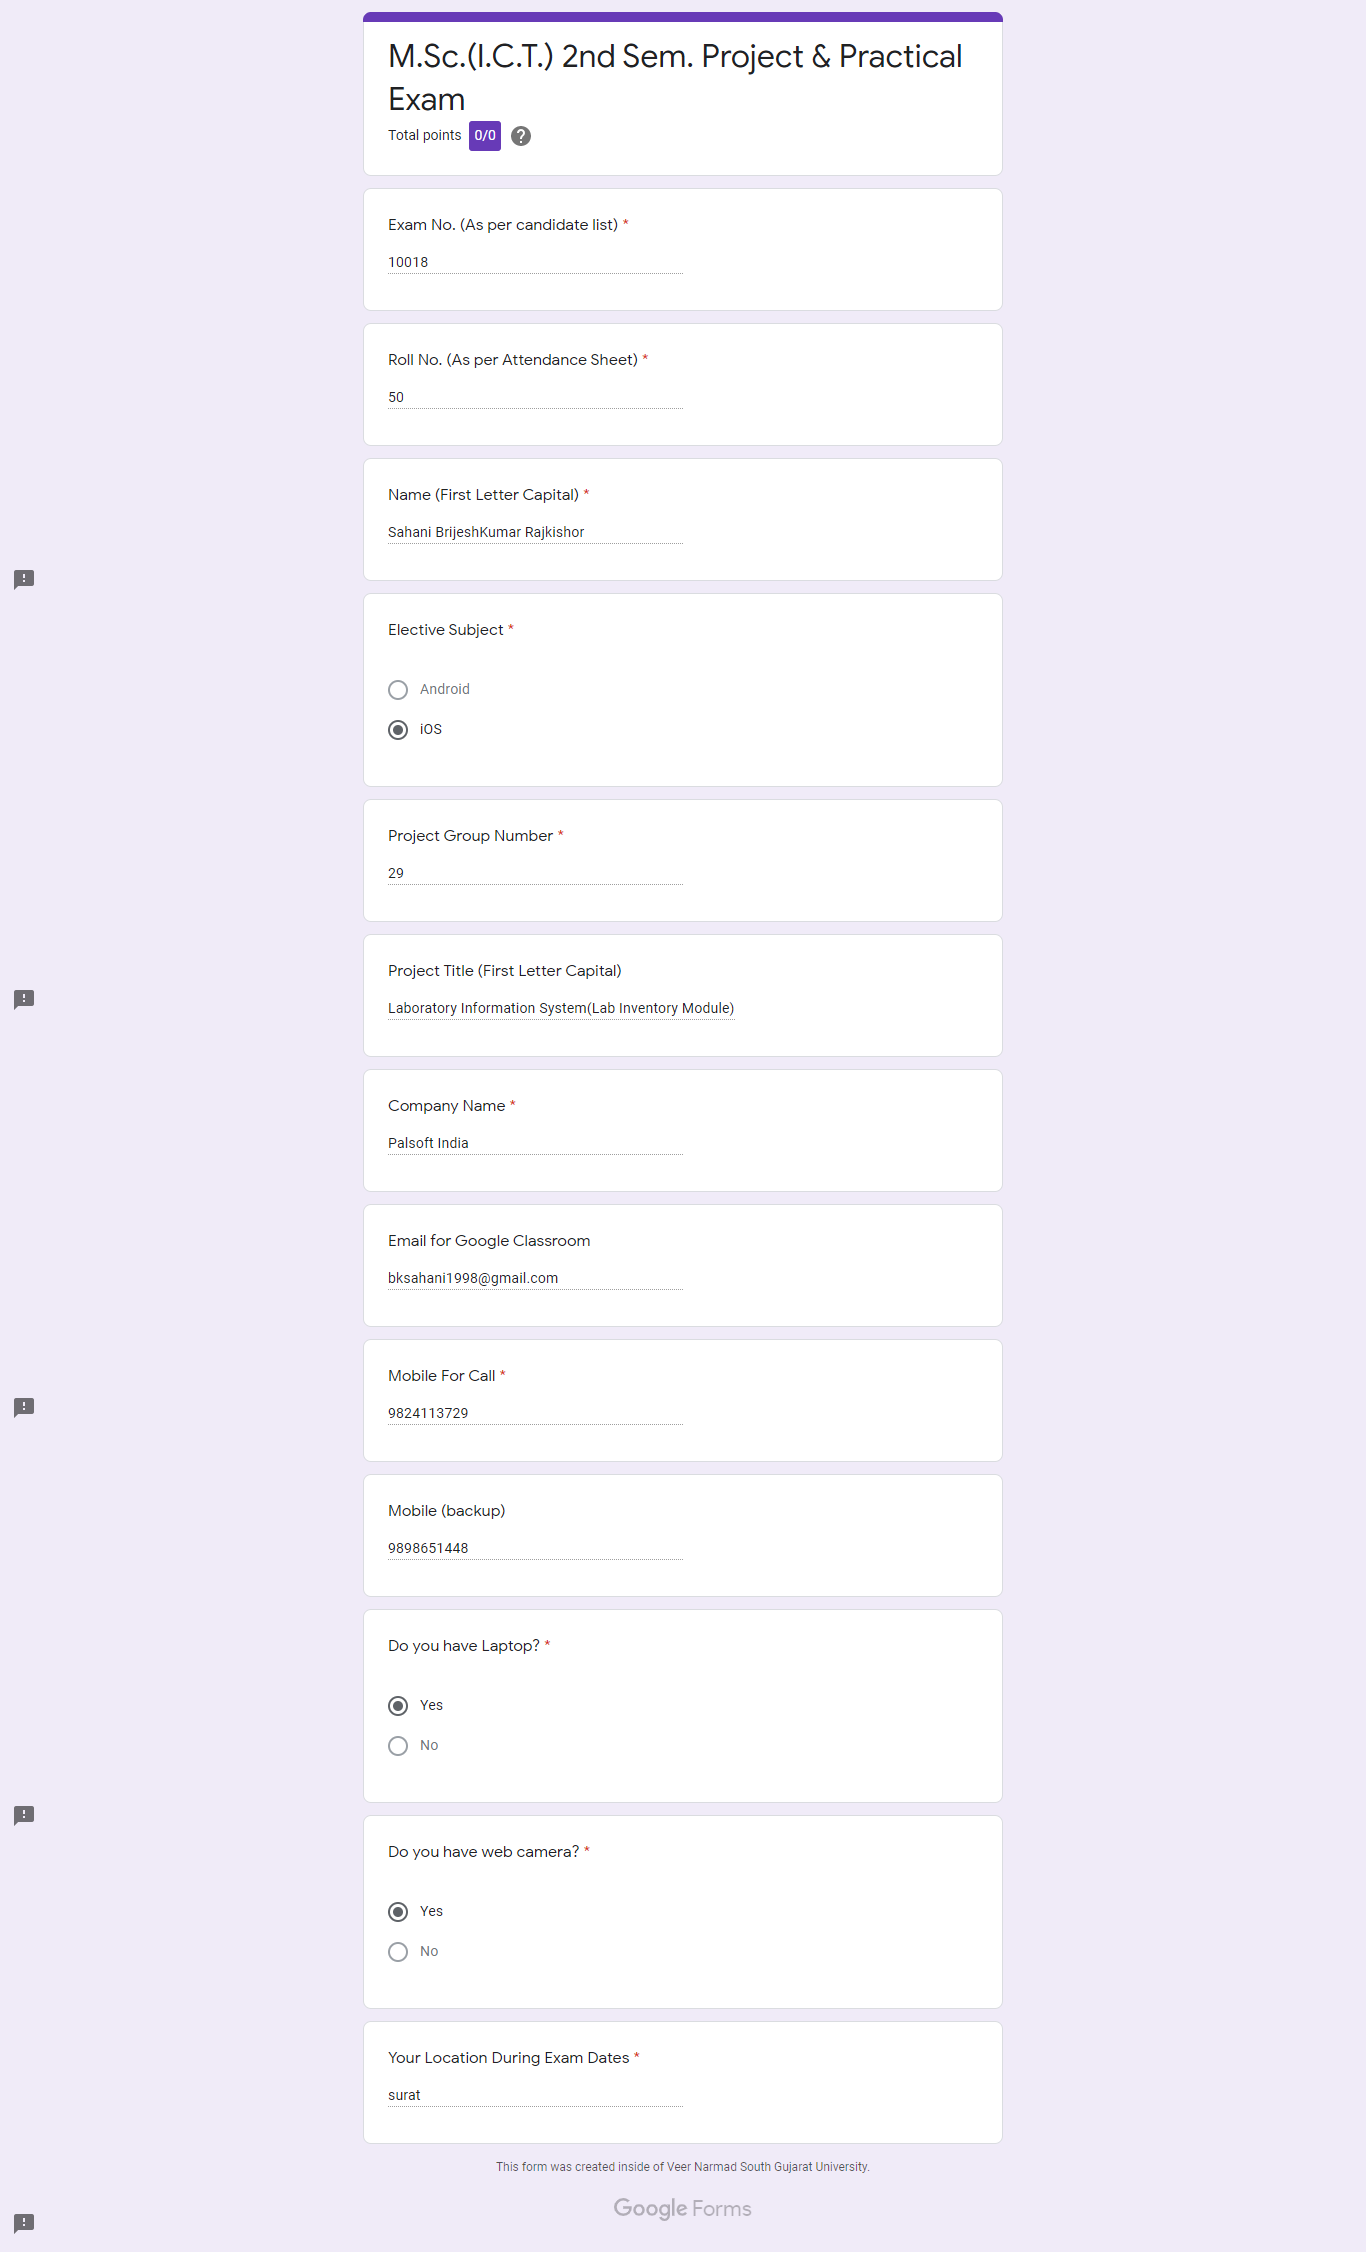 M.Sc.(I.C.T.) 2nd Sem. Project & Practical
Exam
Total points 0/0 ?
Exam No. (As per candidate list) *
10018
Roll No. (As per Attendance Sheet) *
50
Name (First Letter Capital) *
Sahani BrijeshKumar Rajkishor
Elective Subject *
Android
iOS
Project Group Number *
29
Project Title (First Letter Capital)
Laboratory Information System(Lab Inventory Module)
Company Name *
Palsoft India
Email for Google Classroom
bksahani1998@gmail.com
Mobile For Call *
9824113729
Mobile (backup)
9898651448
Do you have Laptop? *
Yes
No
Do you have web camera? *
Yes
No
Your Location During Exam Dates *
surat
This form was created inside of Veer Narmad South Gujarat University.
Google Forms